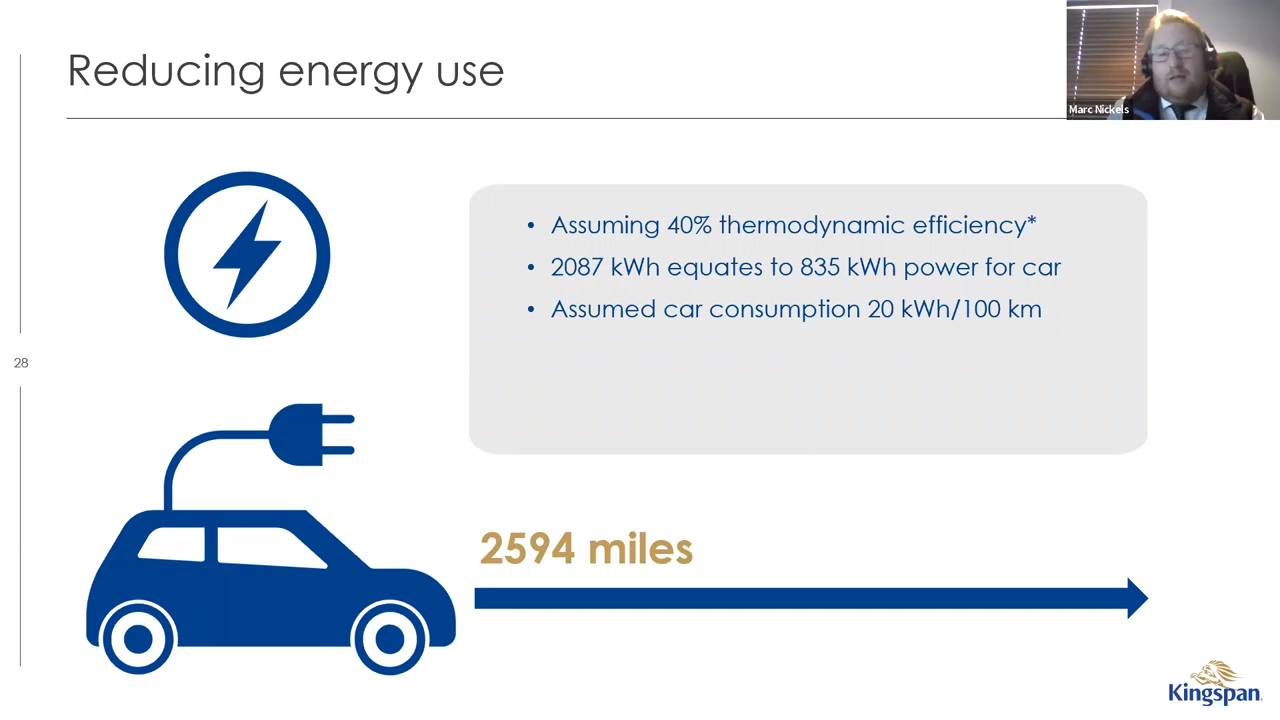 Reducing energy use
Marc Nickels
• Assuming 40% thermodynamic efficiency*
• 2087 kWh equates to 835 kWh power for car
• Assumed car consumption 20 kWh/100 km
28
2594 miles
Kingspan